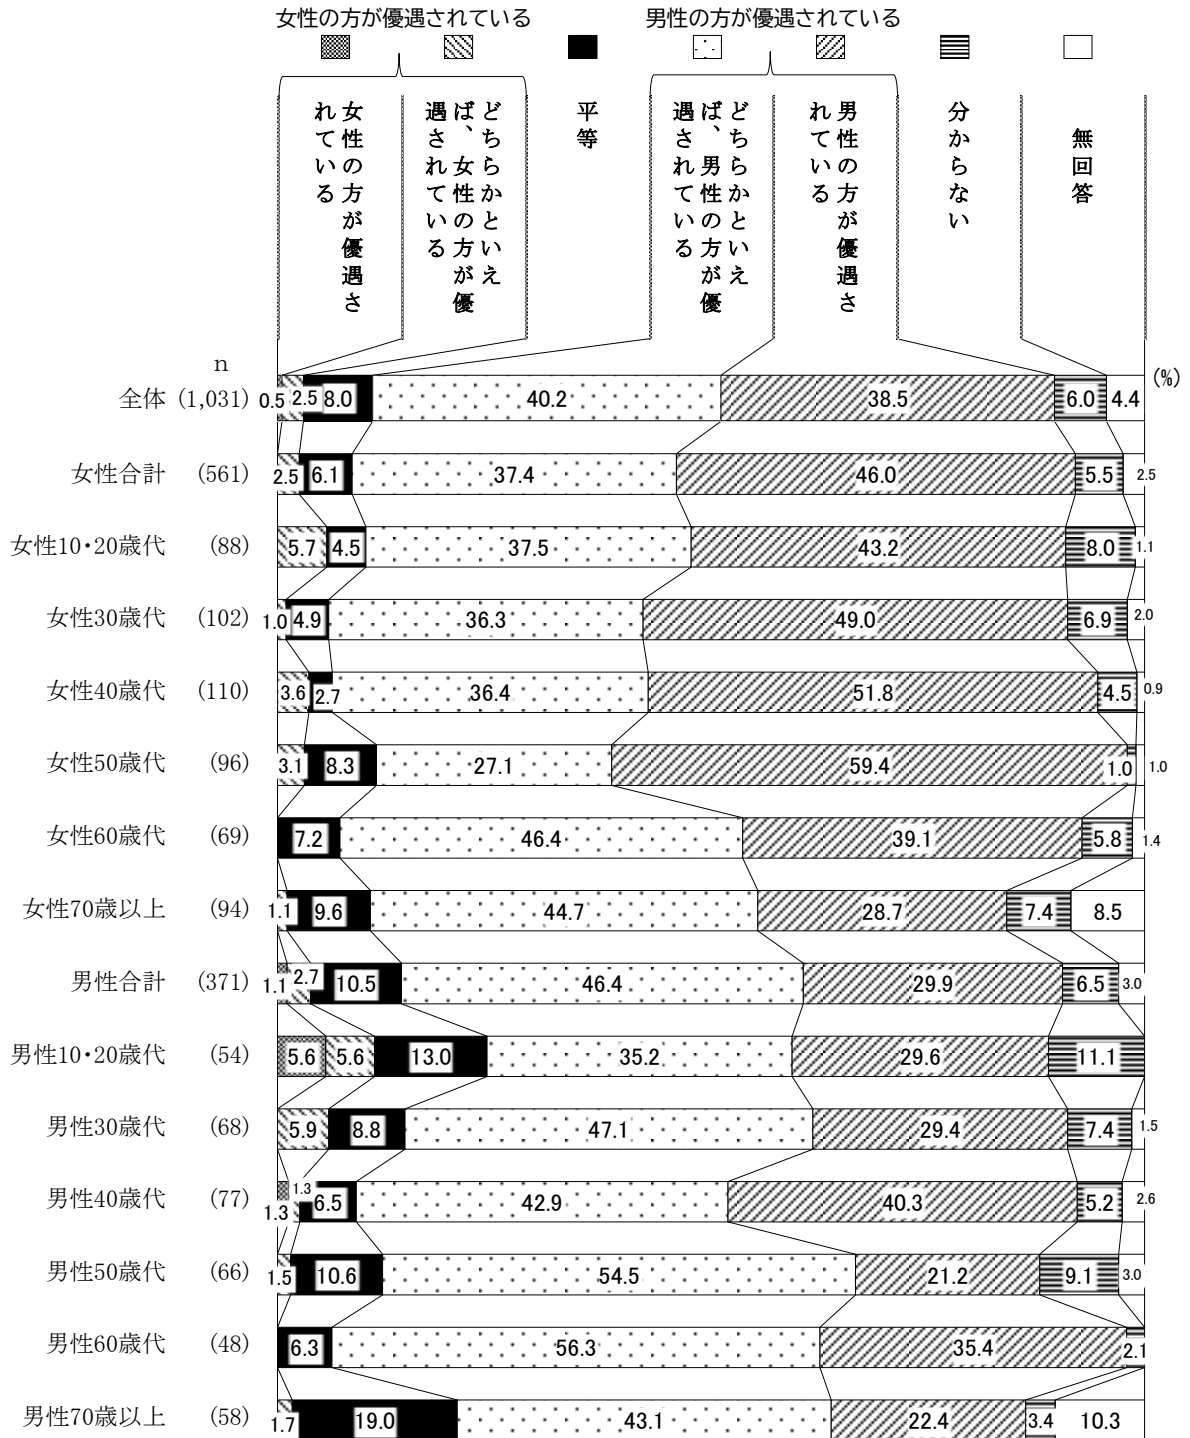 女性の方が優遇されている
男性の方が優遇されている
女性の方が優遇さ
れている
どちらかといえ
ば、女性の方が優
遇されている
平等
どちらかといえ
ば、男性の方が優
遇されている
男性の方が優遇さ
れている
分からない
無回答
n
(%)
全体 (1,031) 0.5 2.5 8.0 40.2 38.5 6.0 4.4
女性合計 (561) 2.5 6.1 37.4 46.0 5.5 2.5
女性10・20歳代 (88) 5.7 4.5 37.5 43.2 8.0 1.1
女性30歳代 (102) 1.0 4.9 36.3 49.0 6.9 2.0
女性40歳代 (110) 3.6 2.7 36.4 51.8 4.5 0.9
女性50歳代 (96) 3.1 8.3 27.1 59.4 1.0 1.0
女性60歳代 (69) 7.2 46.4 39.1 5.8 1.4
女性70歳以上 (94) 1.1 9.6 44.7 28.7 7.4 8.5
男性合計 (371) 1.1 2.7 10.5 46.4 29.9 6.5 3.0
男性10・20歳代 (54) 5.6 5.6 13.0 35.2 29.6 11.1
男性30歳代 (68) 5.9 8.8 47.1 29.4 7.4 1.5
男性40歳代 (77) 1.3 1.3 6.5 42.9 40.3 5.2 2.6
男性50歳代 (66) 1.5 10.6 54.5 21.2 9.1 3.0
男性60歳代 (48) 6.3 56.3 35.4 2.1
男性70歳以上 (58) 1.7 19.0 43.1 22.4 3.4 10.3